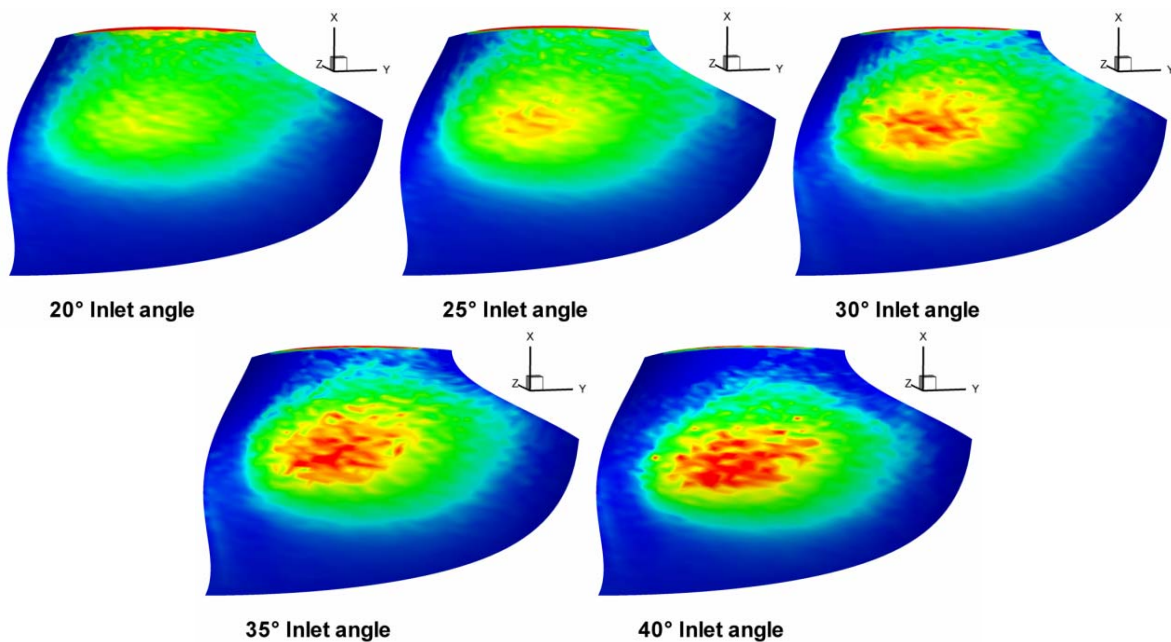 X
Z
Y
X
Z
Y
X
Z
Y
20° Inlet angle
25° Inlet angle
30° Inlet angle
X
Z
Y
X
Z
Y
35° Inlet angle
40° Inlet angle